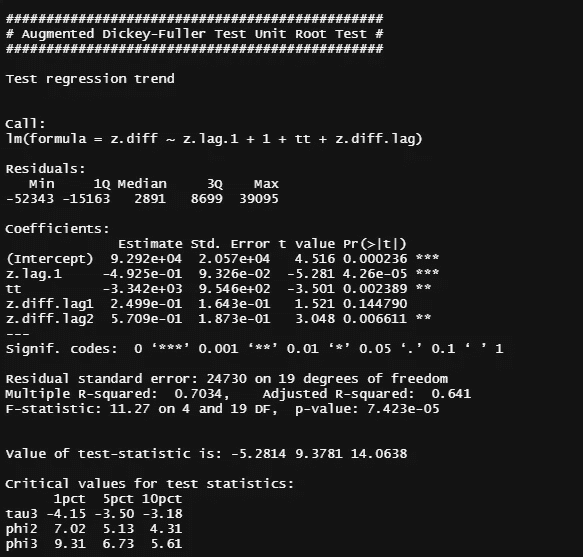 ###############################################
# Augmented Dickey-Fuller Test Unit Root Test #
###############################################
Test regression trend
Call:
lm(formula = z.diff ~ z.lag.1 + 1 + tt + z.diff.lag)
Residuals:
Min 1Q Median 3Q Max
-52343 -15163 2891 8699 39095
Coefficients:
Estimate Std. Error t value Pr(>|t|)
(Intercept) 9.292e+04 2.057e+04 4.516 0.000236 ***
z.lag.1 -4.925e-01 9.326e-02 -5.281 4.26e-05 ***
tt -3.342e+03 9.546e+02 -3.501 0.002389 **
z.diff.lag1 2.499e-01 1.643e-01 1.521 0.144790
z.diff.lag2 5.709e-01 1.873e-01 3.048 0.006611 **
---
Signif. codes: 0 ‘***’ 0.001 ‘**’ 0.01 ‘*’ 0.05 ‘.’ 0.1 ‘ ’ 1
Residual standard error: 24730 on 19 degrees of freedom
Multiple R-squared: 0.7034, Adjusted R-squared: 0.641
F-statistic: 11.27 on 4 and 19 DF, p-value: 7.423e-05
Value of test-statistic is: -5.2814 9.3781 14.0638
Critical values for test statistics:
1pct 5pct 10pct
tau3 -4.15 -3.50 -3.18
phi2 7.02 5.13 4.31
phi3 9.31 6.73 5.61